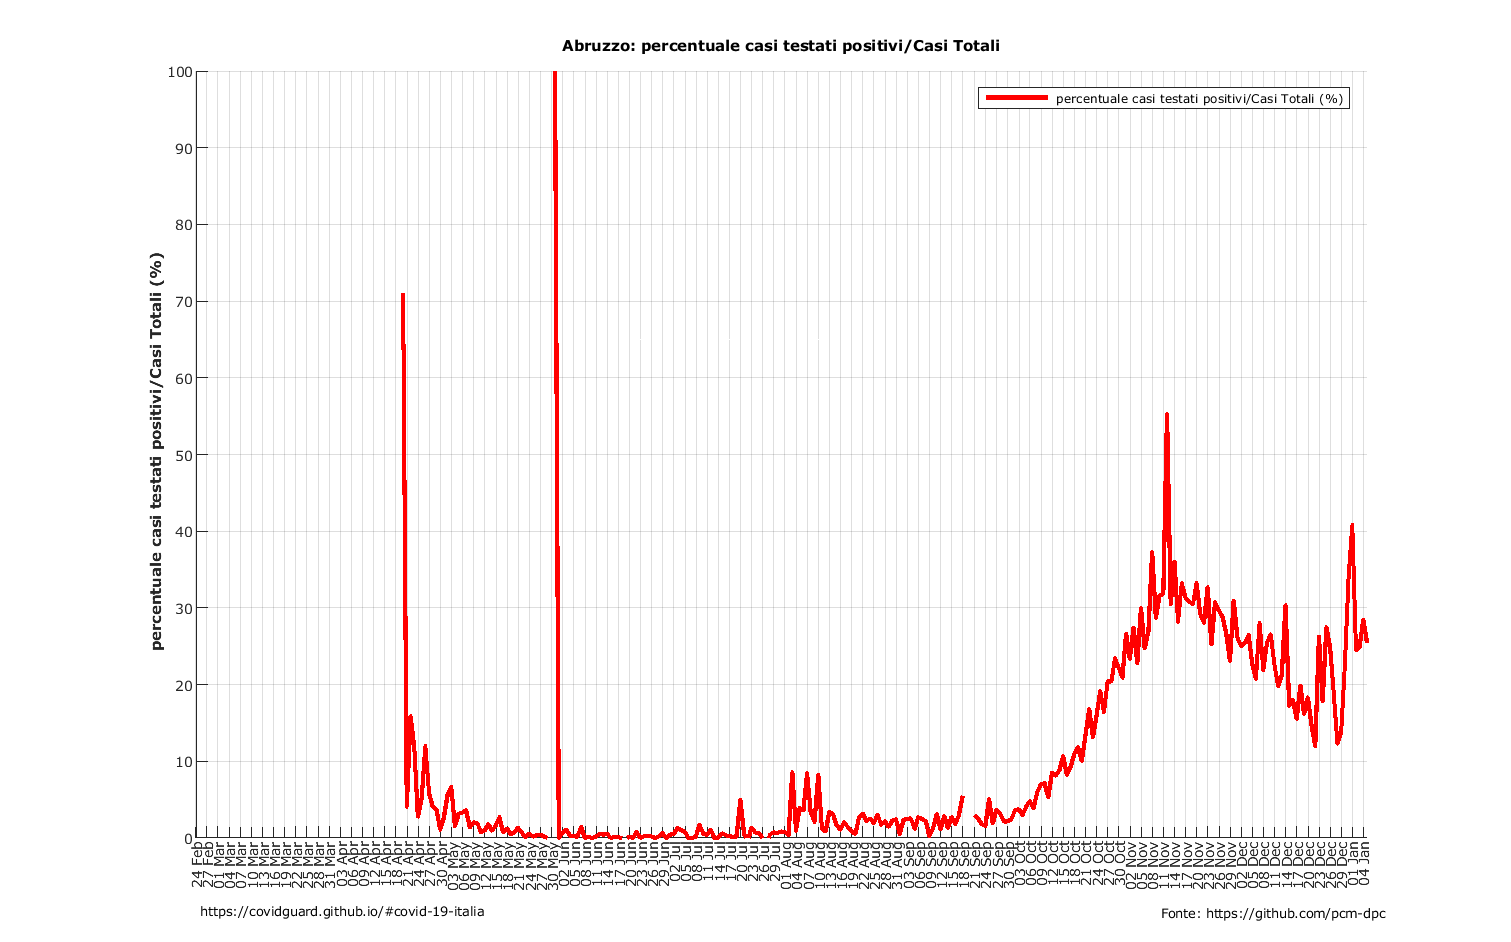 Abruzzo: percentuale casi testati positivi/Casi Totali
percentuale casi testati positivi/Casi Totali (%)
percentuale casi testati positivi/Casi Totali (%)
100
90
80
70
60
50
40
30
20
10
0
24 Feb
27 Feb
01 Mar
04 Mar
07 Mar
10 Mar
13 Mar
16 Mar
19 Mar
22 Mar
25 Mar
28 Mar
31 Mar
03 Apr
06 Apr
09 Apr
12 Apr
15 Apr
18 Apr
21 Apr
24 Apr
27 Apr
30 Apr
03 May
06 May
09 May
12 May
15 May
18 May
21 May
24 May
27 May
30 May
02 Jun
05 Jun
08 Jun
11 Jun
14 Jun
17 Jun
20 Jun
23 Jun
26 Jun
29 Jun
02 Jul
05 Jul
08 Jul
11 Jul
14 Jul
17 Jul
20 Jul
23 Jul
26 Jul
29 Jul
01 Aug
04 Aug
07 Aug
10 Aug
13 Aug
16 Aug
19 Aug
22 Aug
25 Aug
28 Aug
31 Aug
03 Sep
06 Sep
09 Sep
12 Sep
15 Sep
18 Sep
21 Sep
24 Sep
27 Sep
30 Sep
03 Oct
06 Oct
09 Oct
12 Oct
15 Oct
18 Oct
21 Oct
24 Oct
27 Oct
30 Oct
02 Nov
05 Nov
08 Nov
11 Nov
14 Nov
17 Nov
20 Nov
23 Nov
26 Nov
29 Nov
02 Dec
05 Dec
08 Dec
11 Dec
14 Dec
17 Dec
20 Dec
23 Dec
26 Dec
29 Dec
01 Jan
04 Jan
https://covidguard.github.io/#covid-19-italia
Fonte: https://github.com/pcm-dpc